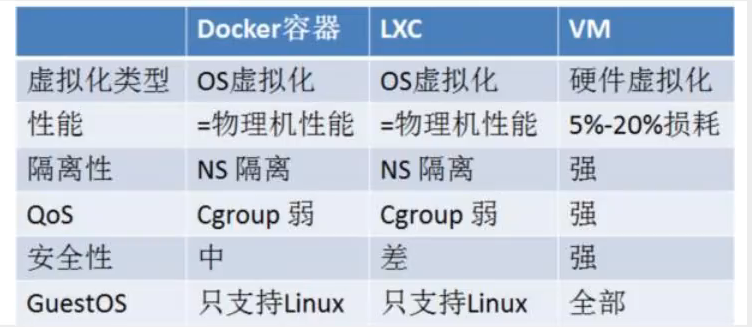 Docker容器 LXC VM
虚拟化类型 OS虚拟化 OS虚拟化 硬件虚拟化
性能 =物理机性能 =物理机性能 5%-20%损耗
隔离性 NS 隔离 NS 隔离 强
QoS Cgroup 弱 Cgroup 弱 强
安全性 中 差 强
GuestOS 只支持Linux 只支持Linux 全部